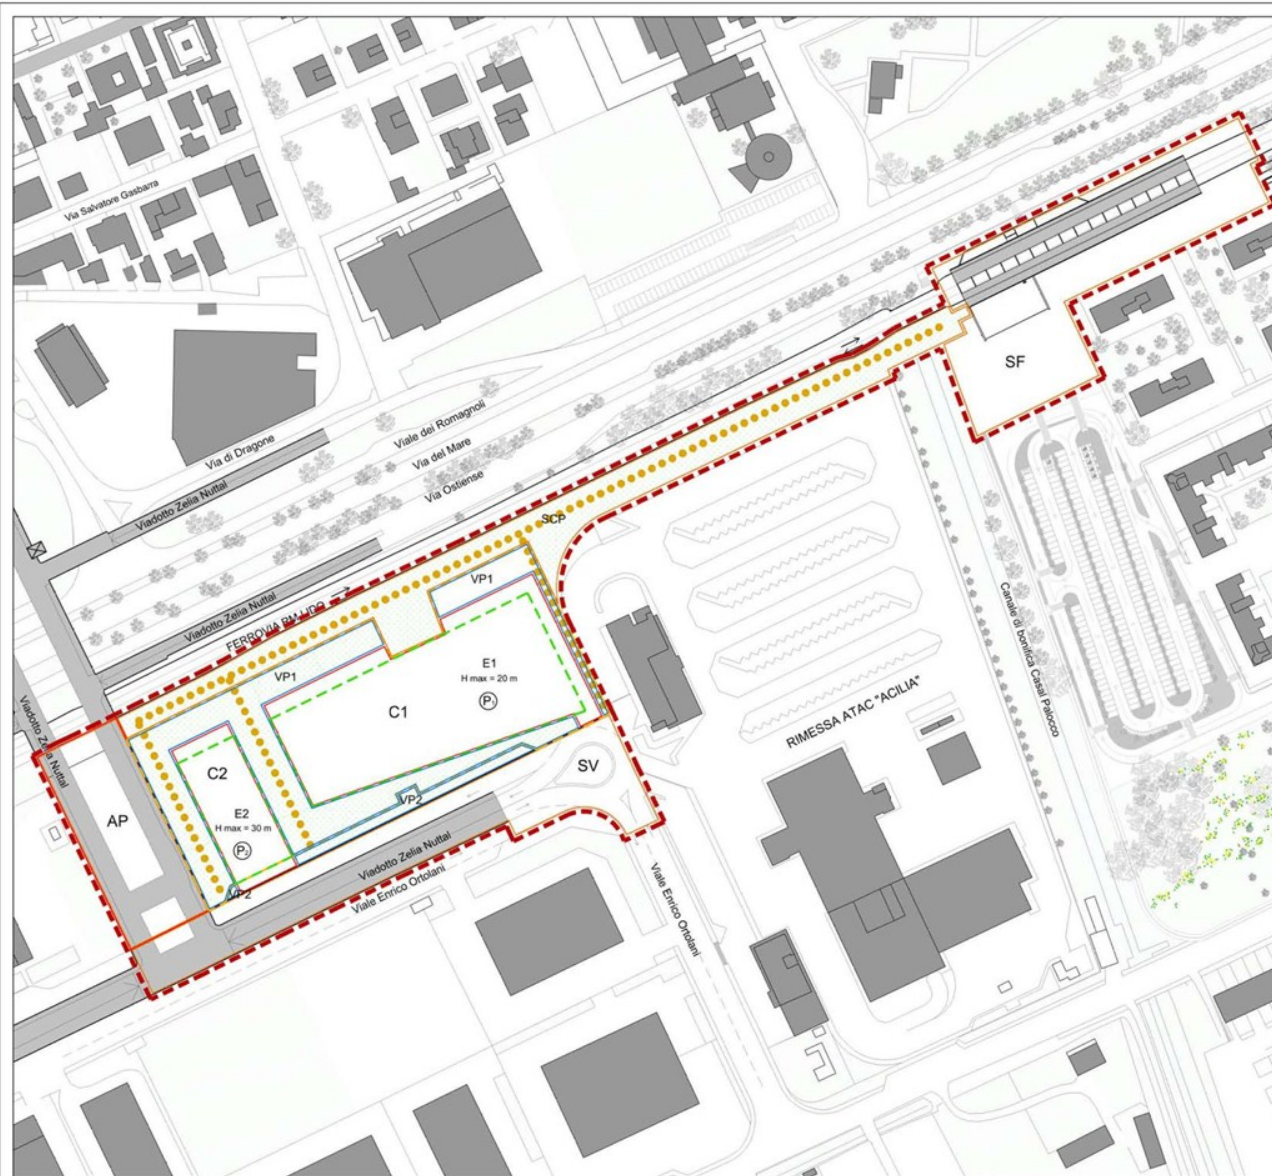 Via Salvatore Gasbarra
SF
Viale dei Romagnoli
Via di Dragone
Via del Mare
Via Ostiense
Viadotto Zelia Nuttal
SCP
VP1
Viadotto Zelia Nuttal
FERROVIA RM-LIDO
Canale di bonifica Casal Palocco
E1
H max = 20 m
VP1
P1
C1
RIMESSA ATAC "ACILIA"
Viadotto Zelia Nuttal
C2
SV
VP2
E2
H max = 30 m
AP
P2
Viadotto Zelia Nuttal
Viale Enrico Ortolani
VP2
Viale Enrico Ortolani